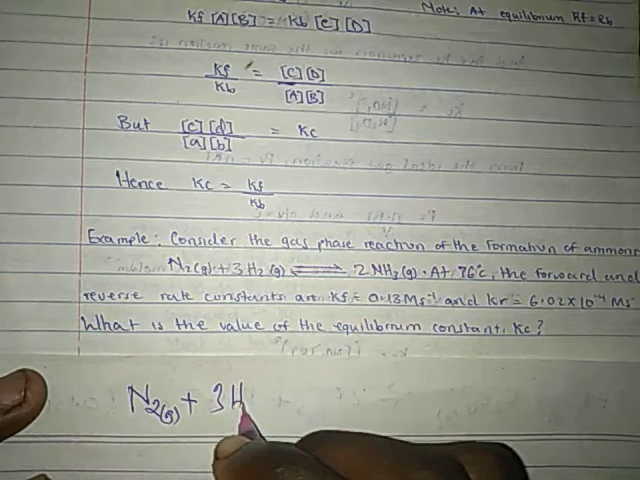 Note: At equilibrium Rf = Rb
Kf [A][B] = Kb [C][D]
Kf = [C][D]
Kb [A][B]
But [c][d] = Kc
[a][b]
Hence Kc = Kf
Kb
Example: Consider the gas phase reaction of the formation of ammon
N2(g) + 3H2(g) ⇌ 2NH3(g). At 76°c, the forward and
reverse rate constants are Kf = 0.13Ms-1 and Kr = 6.02 x 10-4 Ms-
What is the value of the equilibrium constant, Kc?
N2(g) + 3H